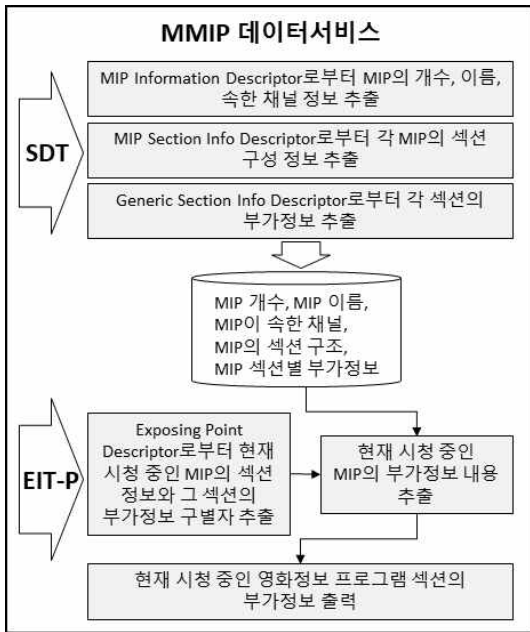 MMIP 데이터서비스
SDT
MIP Information Descriptor로부터 MIP의 개수, 이름,
속한 채널 정보 추출
MIP Section Info Descriptor로부터 각 MIP의 섹션
구성 정보 추출
Generic Section Info Descriptor로부터 각 섹션의
부가정보 추출
MIP 개수, MIP 이름,
MIP이 속한 채널,
MIP의 섹션 구조,
MIP 섹션별 부가정보
EIT-P
Exposing Point
Descriptor로부터 현재
시청 중인 MIP의 섹션
정보와 그 섹션의
부가정보 구별자 추출
현재 시청 중인
MIP의 부가정보 내용
추출
현재 시청 중인 영화정보 프로그램 섹션의
부가정보 출력